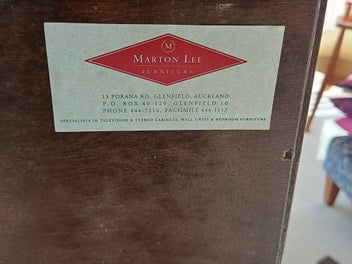 M
MARTON LEE
FURNITURE
13 PORANA RD, GLENFIELD, AUCKLAND
P.O. BOX 40-120, GLENFIELD 10
PHONE 444-7116, FACSIMILE 444-1112
SPECIALISTS IN TELEVISION & STEREO CABINETS, WALL UNITS & BEDROOM FURNITURE